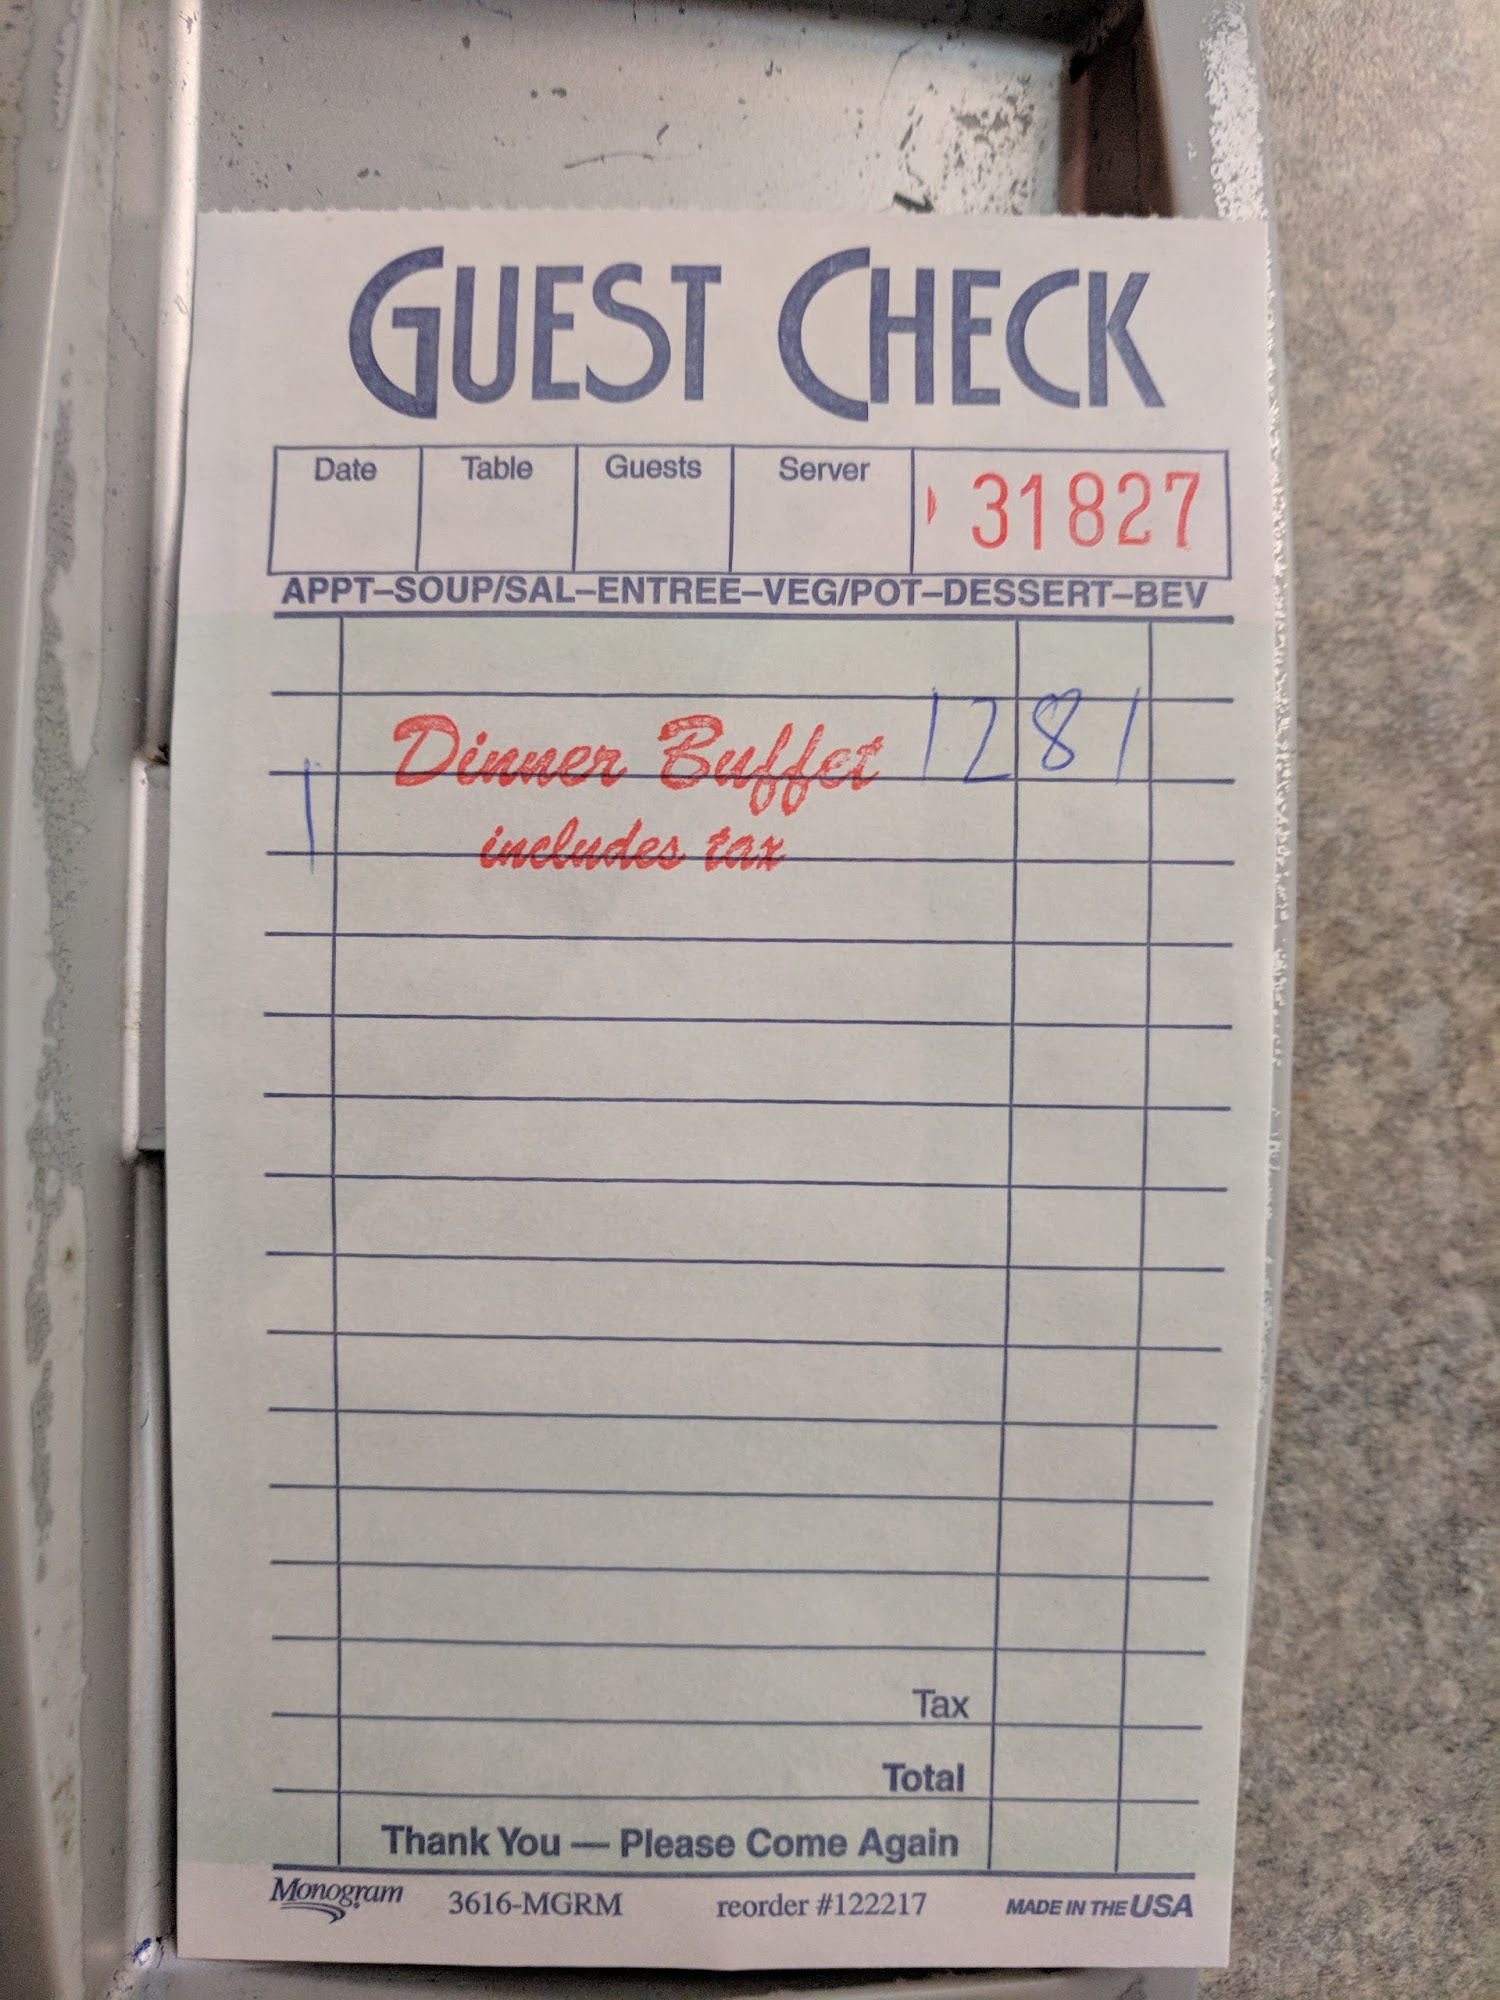 GUEST CHECK
Date Table Guests Server 31827
APPT–SOUP/SAL–ENTREE–VEG/POT–DESSERT–BEV
Dinner Buffet 12 81
1
includes tax
Tax
Total
Thank You — Please Come Again
Monogram 3616-MGRM reorder #122217 MADE IN THE USA